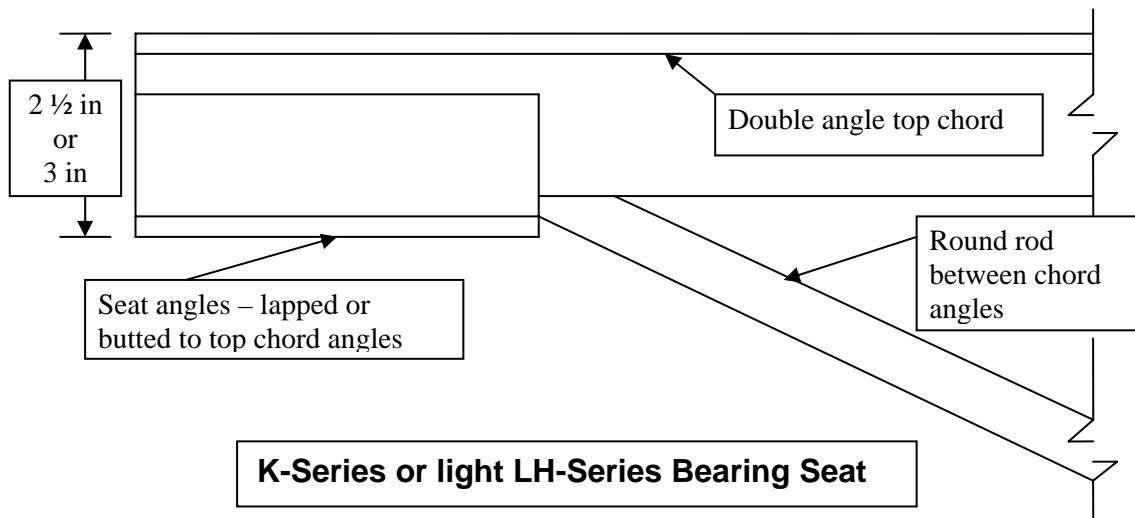 2 ½ in
or
3 in
Double angle top chord
Round rod
between chord
angles
Seat angles – lapped or
butted to top chord angles
K-Series or light LH-Series Bearing Seat